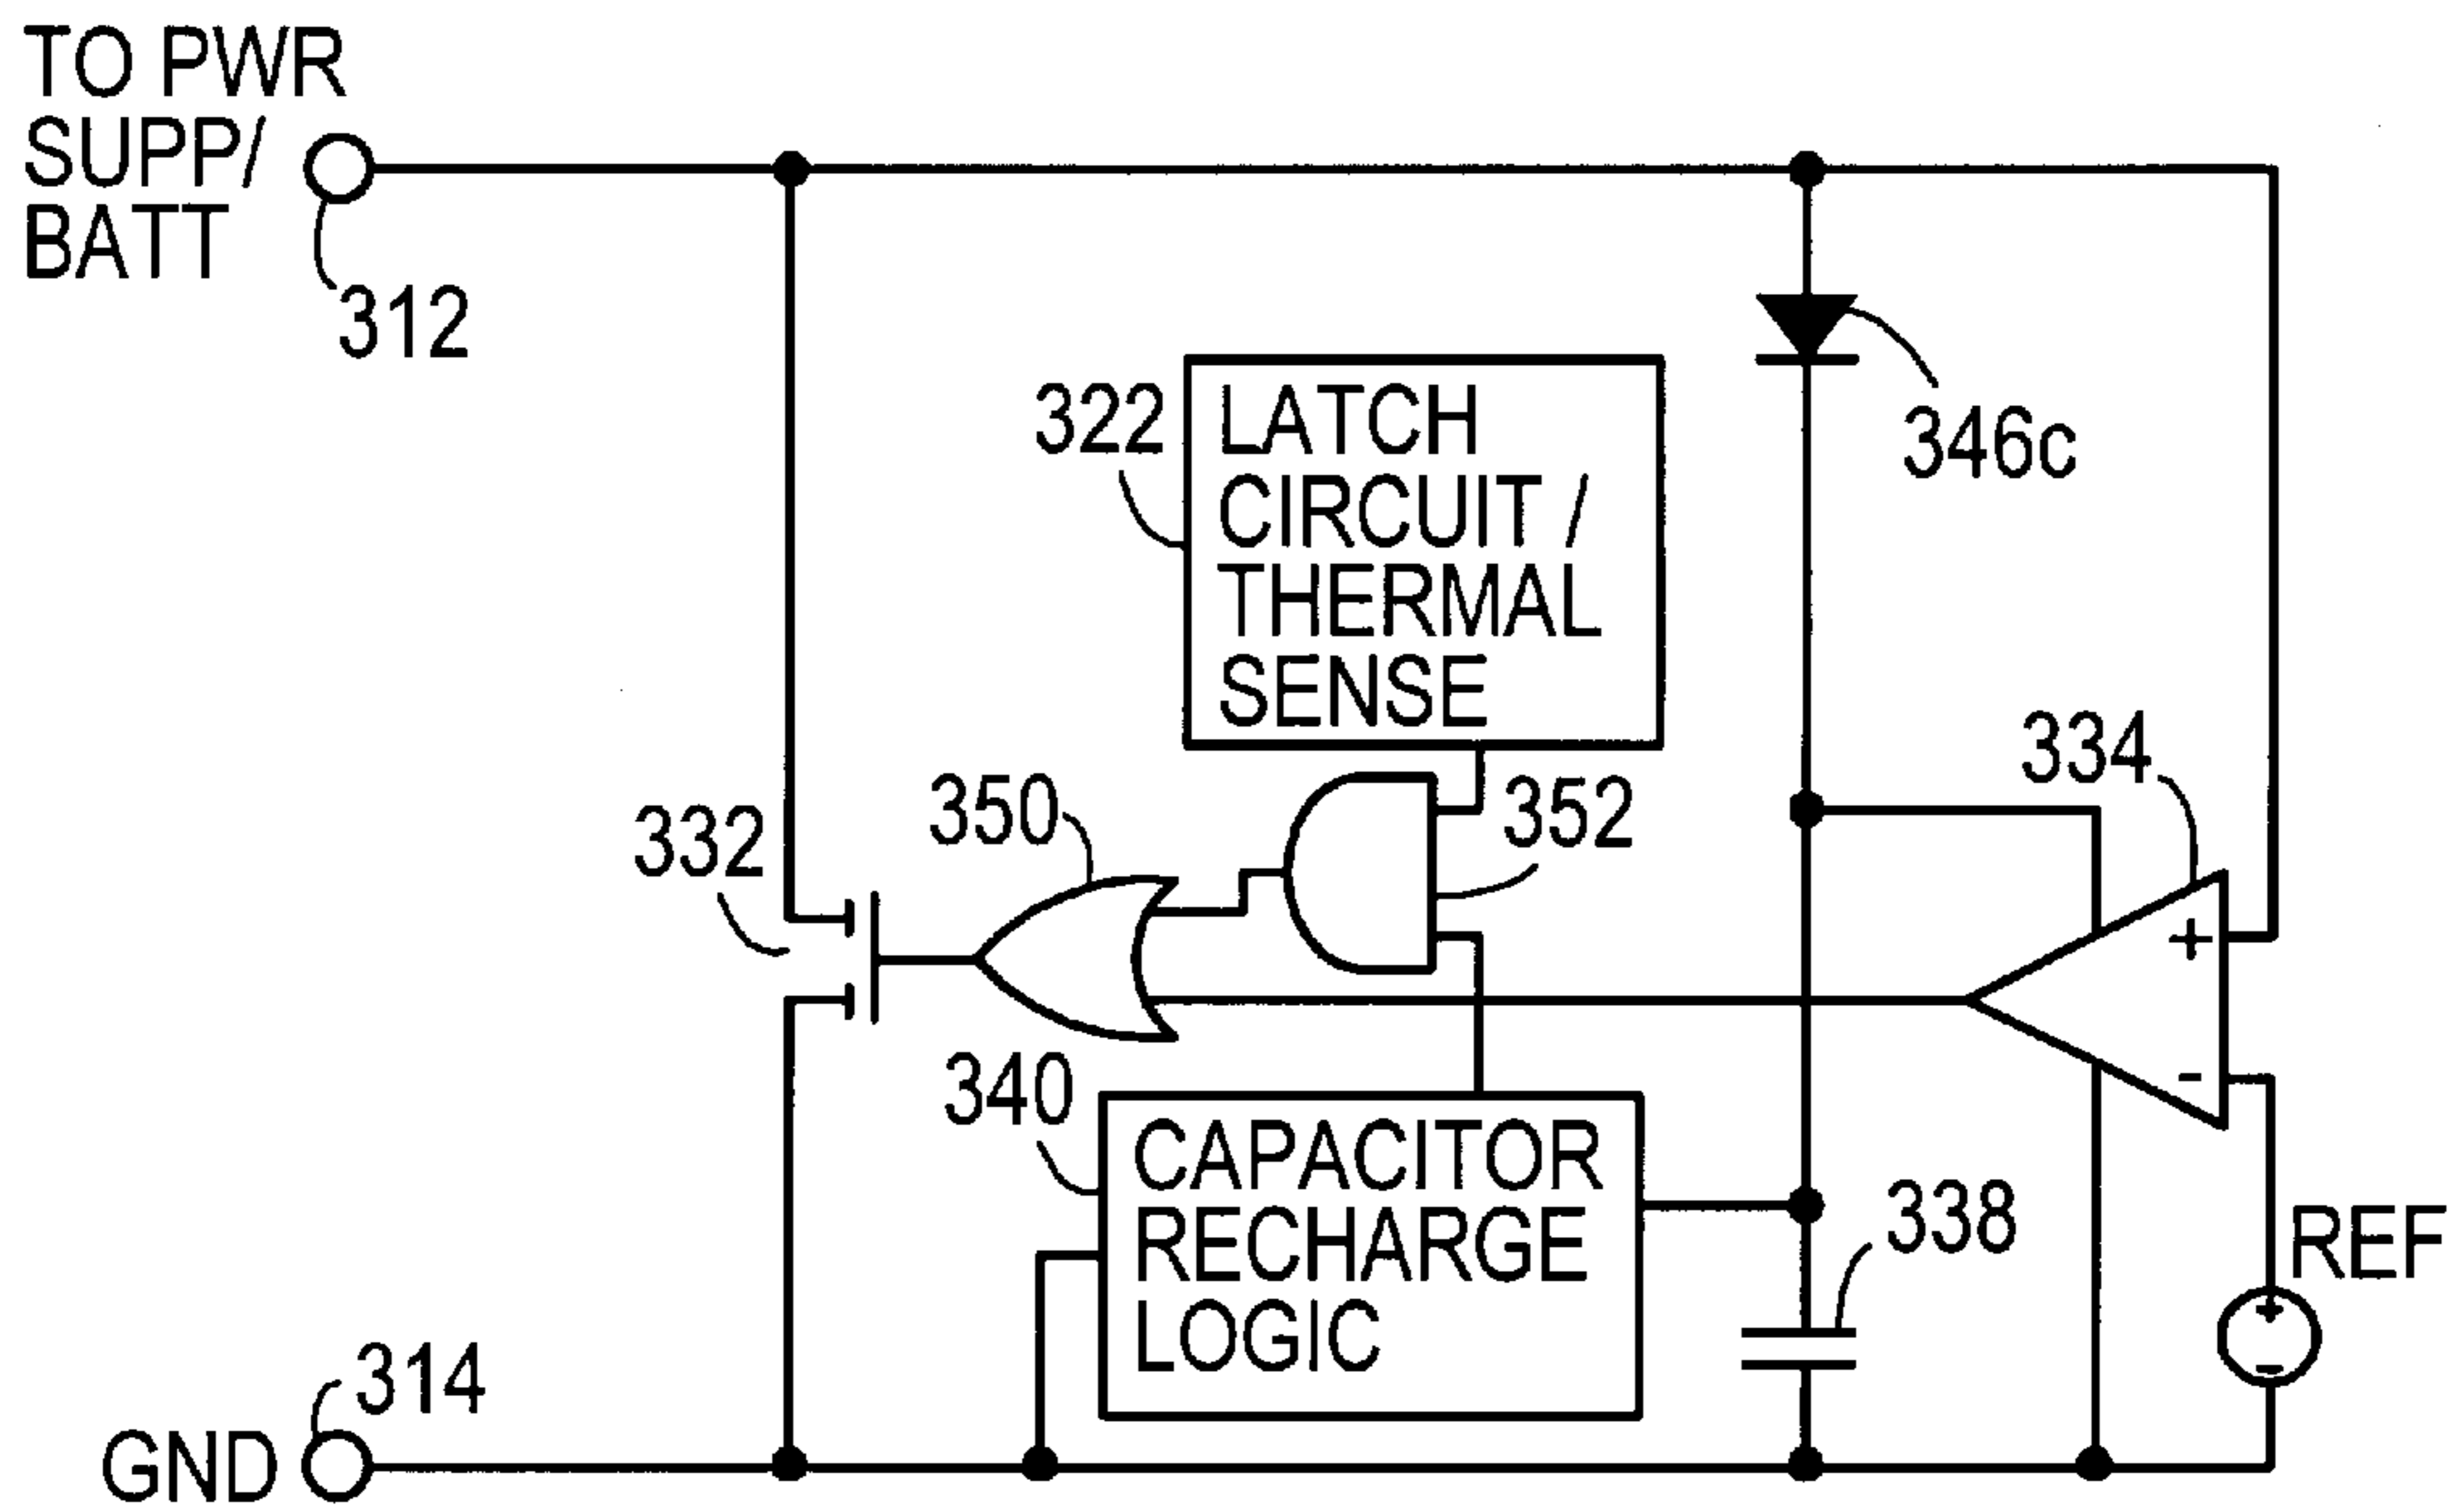 TO PWR
SUPP/
BATT
312
322
LATCH
CIRCUIT /
THERMAL
SENSE
346c
334
350
352
332
+
-
340
CAPACITOR
RECHARGE
LOGIC
338
REF
+
-
314
GND